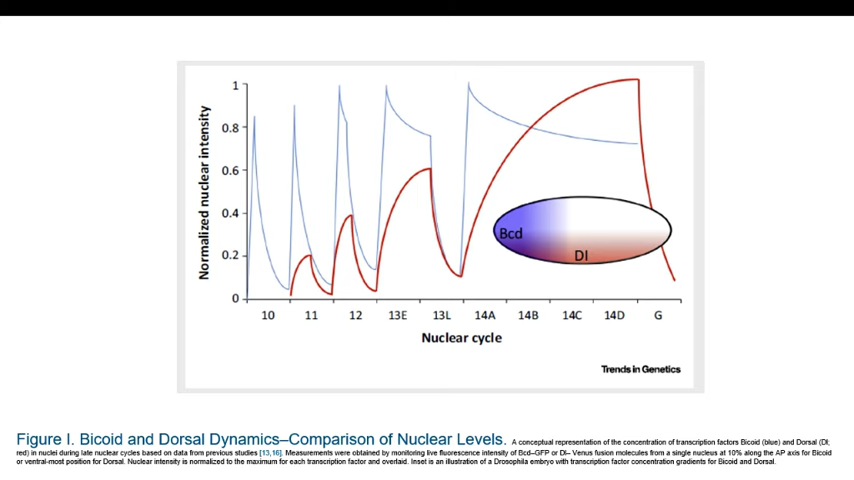 1
0.8
0.6
0.4
0.2
0
Normalized nuclear intensity
Bcd
Dl
10 11 12 13E 13L 14A 14B 14C 14D G
Nuclear cycle
Trends in Genetics
Figure I. Bicoid and Dorsal Dynamics–Comparison of Nuclear Levels. A conceptual representation of the concentration of transcription factors Bicoid (blue) and Dorsal (Dl;
red) in nuclei during late nuclear cycles based on data from previous studies [13,16]. Measurements were obtained by monitoring live fluorescence intensity of Bcd–GFP or Dl– Venus fusion molecules from a single nucleus at 10% along the AP axis for Bicoid
or ventral-most position for Dorsal. Nuclear intensity is normalized to the maximum for each transcription factor and overlaid. Inset is an illustration of a Drosophila embryo with transcription factor concentration gradients for Bicoid and Dorsal.